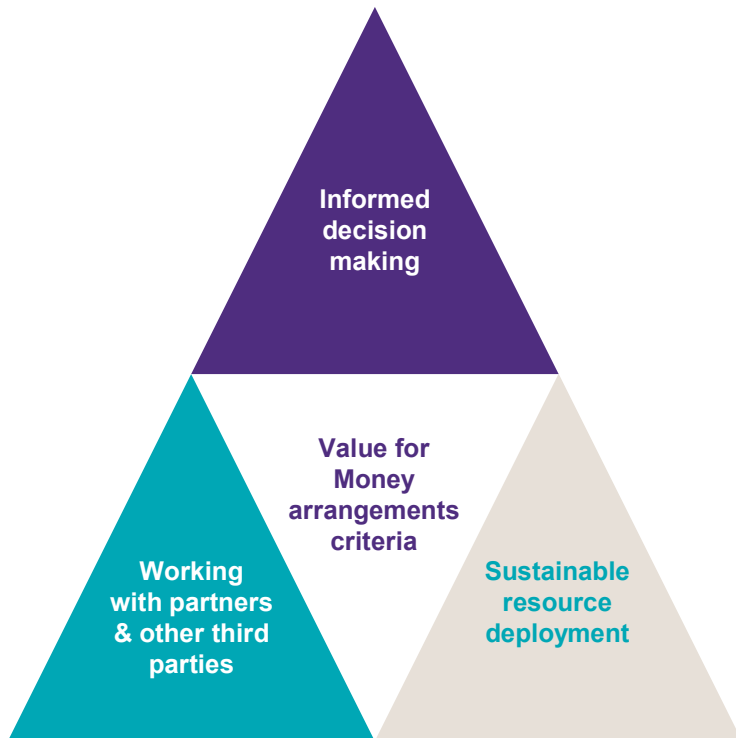 Informed
decision
making
Value for
Money
arrangements
criteria
Working
with partners
& other third
parties
Sustainable
resource
deployment